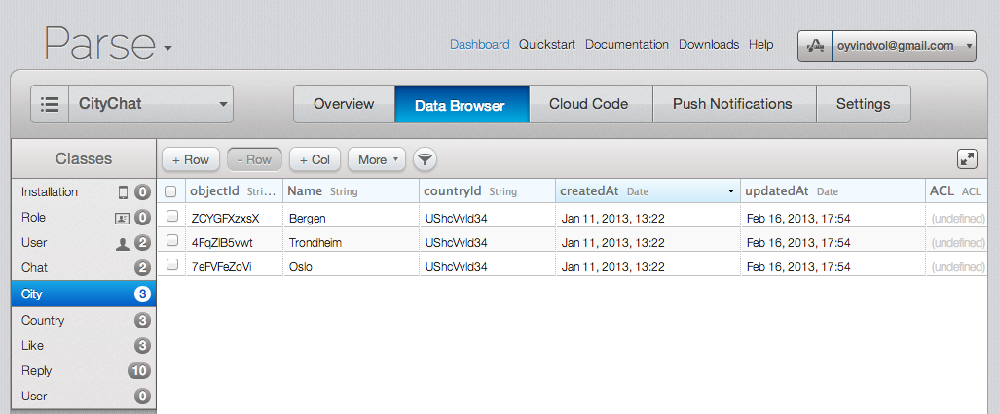 Parse
Dashboard Quickstart Documentation Downloads Help oyvindvol@gmail.com
CityChat Overview Data Browser Cloud Code Push Notifications Settings
Classes + Row - Row + Col More
objectId Stri... Name String countryId String createdAt Date updatedAt Date ACL ACL
Installation 0
Role 0
User 2
Chat 2
City 3
Country 3
Like 3
Reply 10
User 0
ZCYGFXzxsX Bergen UShcVvld34 Jan 11, 2013, 13:22 Feb 16, 2013, 17:54 (undefined)
4FqZlB5vwt Trondheim UShcVvld34 Jan 11, 2013, 13:22 Feb 16, 2013, 17:54 (undefined)
7eFVFeZoVi Oslo UShcVvld34 Jan 11, 2013, 13:22 Feb 16, 2013, 17:54 (undefined)